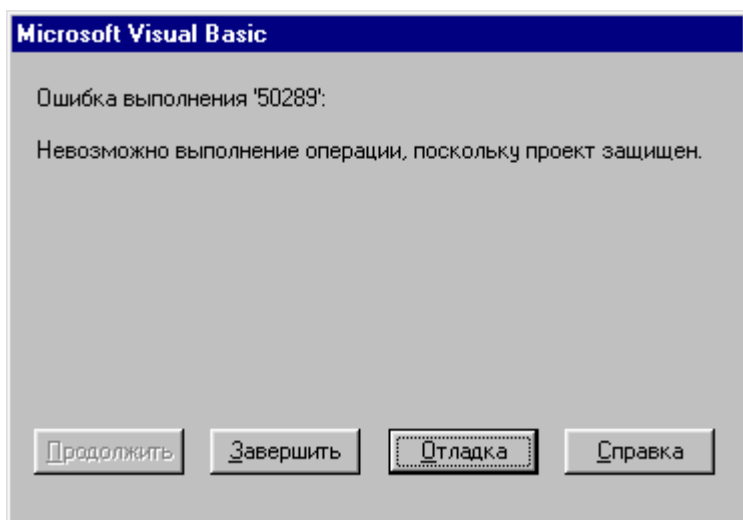 Microsoft Visual Basic
Ошибка выполнения '50289':
Невозможно выполнение операции, поскольку проект защищен.
Продолжить Завершить Отладка Справка